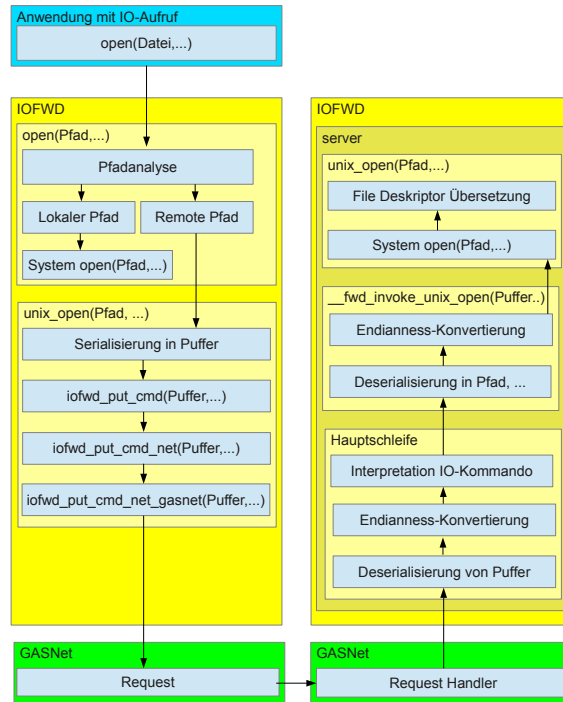 Anwendung mit IO-Aufruf
open(Datei,...)
IOFWD
open(Pfad,...)
Pfadanalyse
Lokaler Pfad
Remote Pfad
System open(Pfad,...)
unix_open(Pfad, ...)
Serialisierung in Puffer
iofwd_put_cmd(Puffer,...)
iofwd_put_cmd_net(Puffer,...)
iofwd_put_cmd_net_gasnet(Puffer,...)
GASNet
Request
IOFWD
server
unix_open(Pfad,...)
File Deskriptor Übersetzung
System open(Pfad,...)
__fwd_invoke_unix_open(Puffer..)
Endianness-Konvertierung
Deserialisierung in Pfad, ...
Hauptschleife
Interpretation IO-Kommando
Endianness-Konvertierung
Deserialisierung von Puffer
GASNet
Request Handler